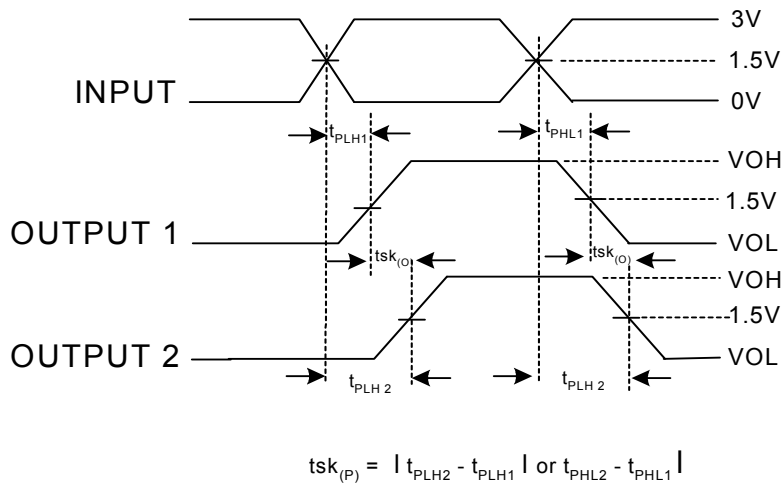 3V
1.5V
INPUT
0V
tPLH1
tPHL1
VOH
1.5V
OUTPUT 1
VOL
tsk(O)
tsk(O)
VOH
1.5V
OUTPUT 2
VOL
tPLH 2
tPLH 2
tsk(P) = | tPLH2 - tPLH1 | or tPHL2 - tPHL1 |